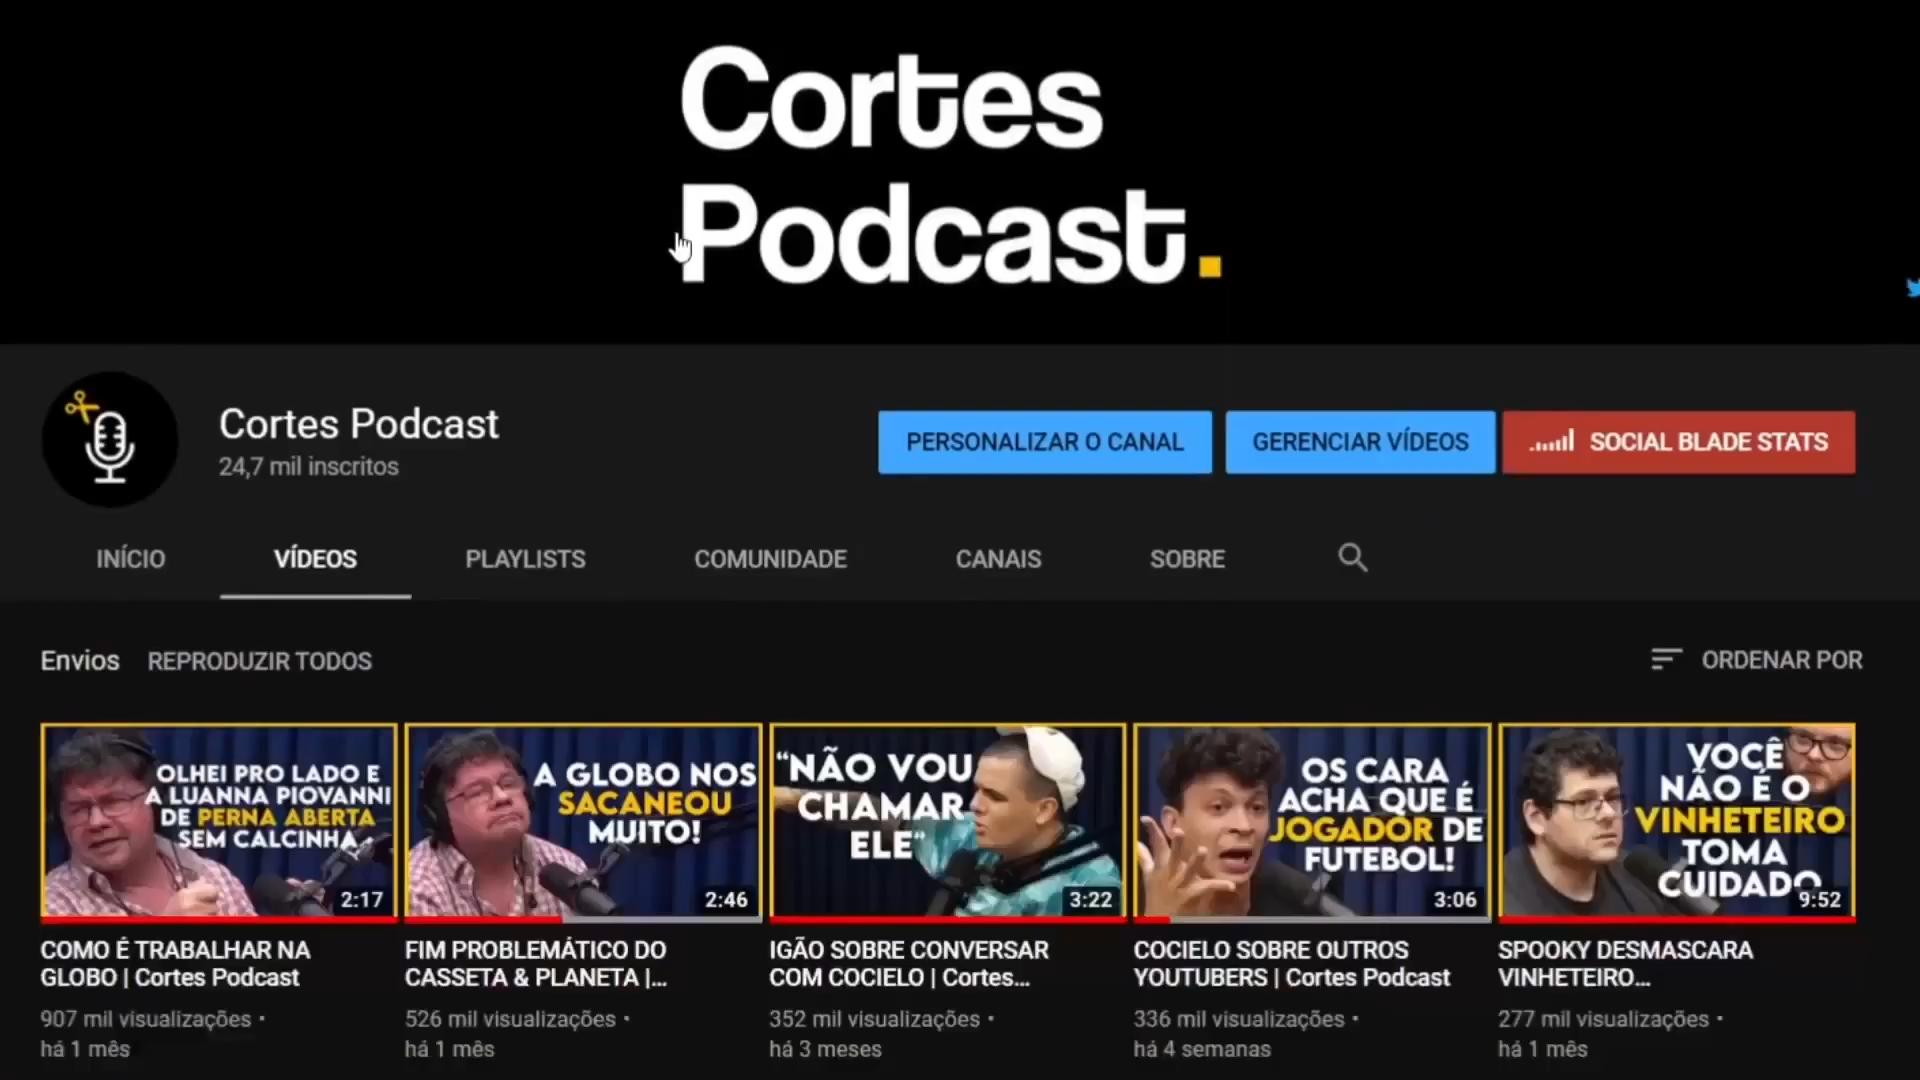 Cortes
Podcast.
Cortes Podcast
24,7 mil inscritos
PERSONALIZAR O CANAL
GERENCIAR VÍDEOS
SOCIAL BLADE STATS
INÍCIO
VÍDEOS
PLAYLISTS
COMUNIDADE
CANAIS
SOBRE
Envios
REPRODUZIR TODOS
ORDENAR POR
OLHEI PRO LADO E
A LUANNA PIOVANNI
DE PERNA ABERTA
SEM CALCINHA
2:17
A GLOBO NOS
SACANEOU
MUITO!
2:46
“NÃO VOU
CHAMAR
ELE”
3:22
OS CARA
ACHA QUE É
JOGADOR DE
FUTEBOL!
3:06
VOCÊ
NÃO É O
VINHETEIRO
TOMA
CUIDADO
9:52
COMO É TRABALHAR NA
GLOBO | Cortes Podcast
907 mil visualizações •
há 1 mês
FIM PROBLEMÁTICO DO
CASSETA & PLANETA |...
526 mil visualizações •
há 1 mês
IGÃO SOBRE CONVERSAR
COM COCIELO | Cortes...
352 mil visualizações •
há 3 meses
COCIELO SOBRE OUTROS
YOUTUBERS | Cortes Podcast
336 mil visualizações •
há 4 semanas
SPOOKY DESMASCARA
VINHETEIRO...
277 mil visualizações •
há 1 mês